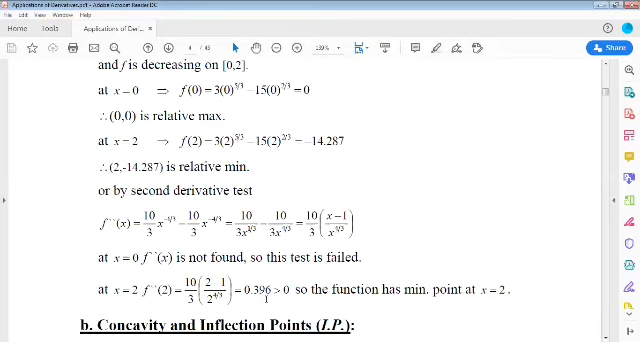 Applications of Derivatives.pdf - Adobe Acrobat Reader DC
File Edit View Window Help
Home Tools Applications of Deri... ×
Share
4 / 43
139%
and f is decreasing on [0,2].
at x=0 ⇒ f(0)=3(0)^{5/3}−15(0)^{2/3}=0
∴(0,0) is relative max.
at x=2 ⇒ f(2)=3(2)^{5/3}−15(2)^{2/3}=−14.287
∴(2,-14.287) is relative min.
or by second derivative test
f``(x)=10/3 x^{-1/3}−10/3 x^{-4/3}=10/(3x^{1/3})−10/(3x^{4/3})=10/3((x−1)/x^{4/3})
at x=0 f``(x) is not found, so this test is failed.
at x=2 f``(2)=10/3((2 1)/2^{4/3})=0.396>0 so the function has min. point at x=2.
b. Concavity and Inflection Points (I.P.):